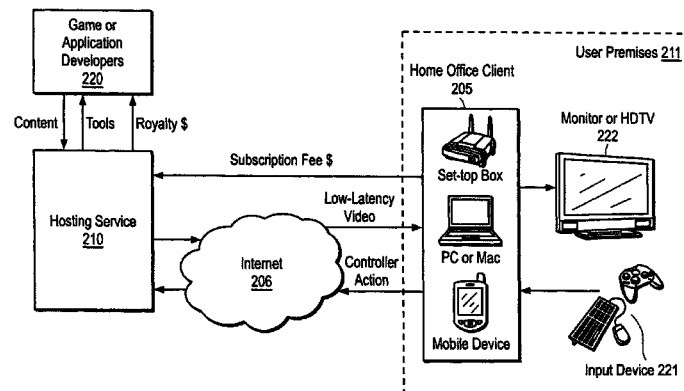 Game or
Application
Developers
220
Content
Tools
Royalty $
Hosting Service
210
Subscription Fee $
Low-Latency
Video
Internet
206
Controller
Action
User Premises 211
Home Office Client
205
Set-top Box
PC or Mac
Mobile Device
Monitor or HDTV
222
Input Device 221